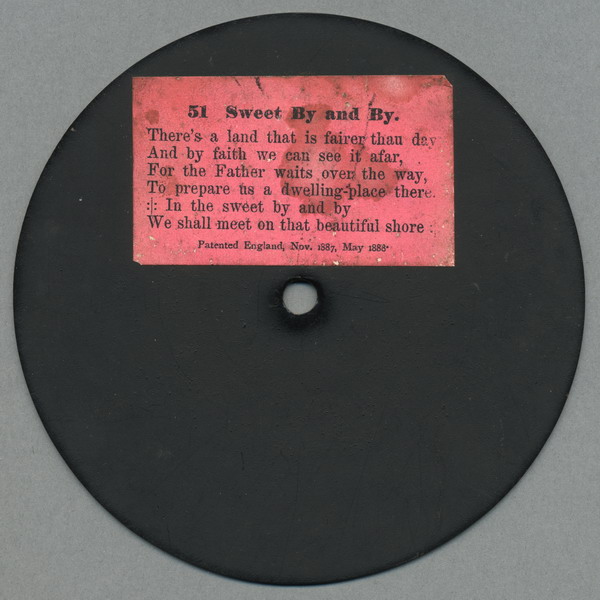 51 Sweet By and By.
There's a land that is fairer thau day
And by faith we can see it afar,
For the Father waits over the way,
To prepare us a dwelling-place there.
:|: In the sweet by and by
We shall meet on that beautiful shore :
Patented England, Nov. 1887, May 1888·